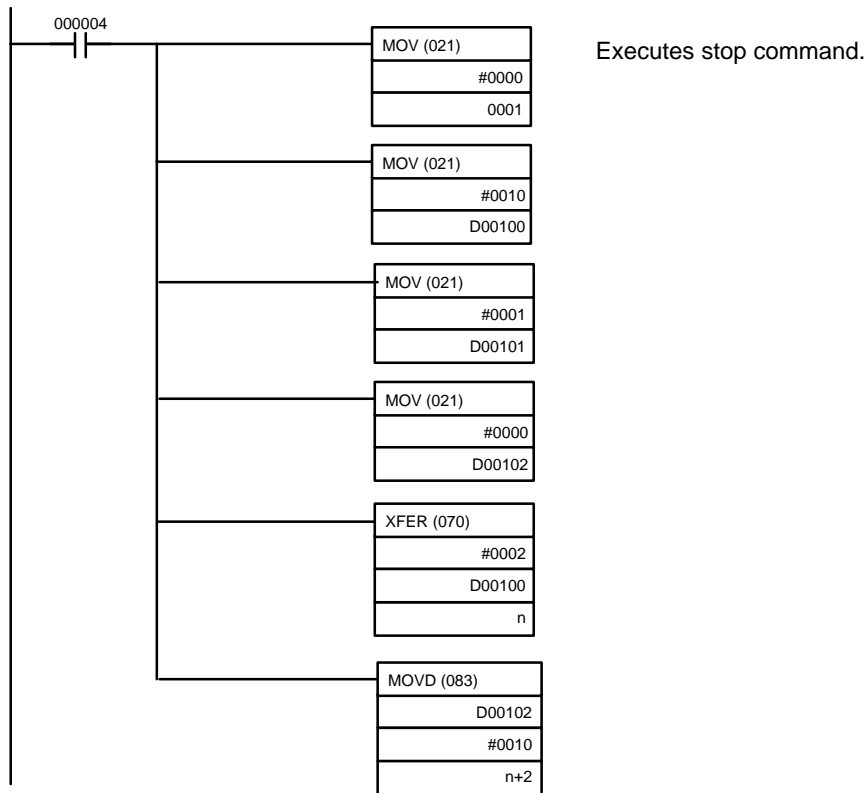 000004
MOV (021)
#0000
0001
Executes stop command.
MOV (021)
#0010
D00100
MOV (021)
#0001
D00101
MOV (021)
#0000
D00102
XFER (070)
#0002
D00100
n
MOVD (083)
D00102
#0010
n+2